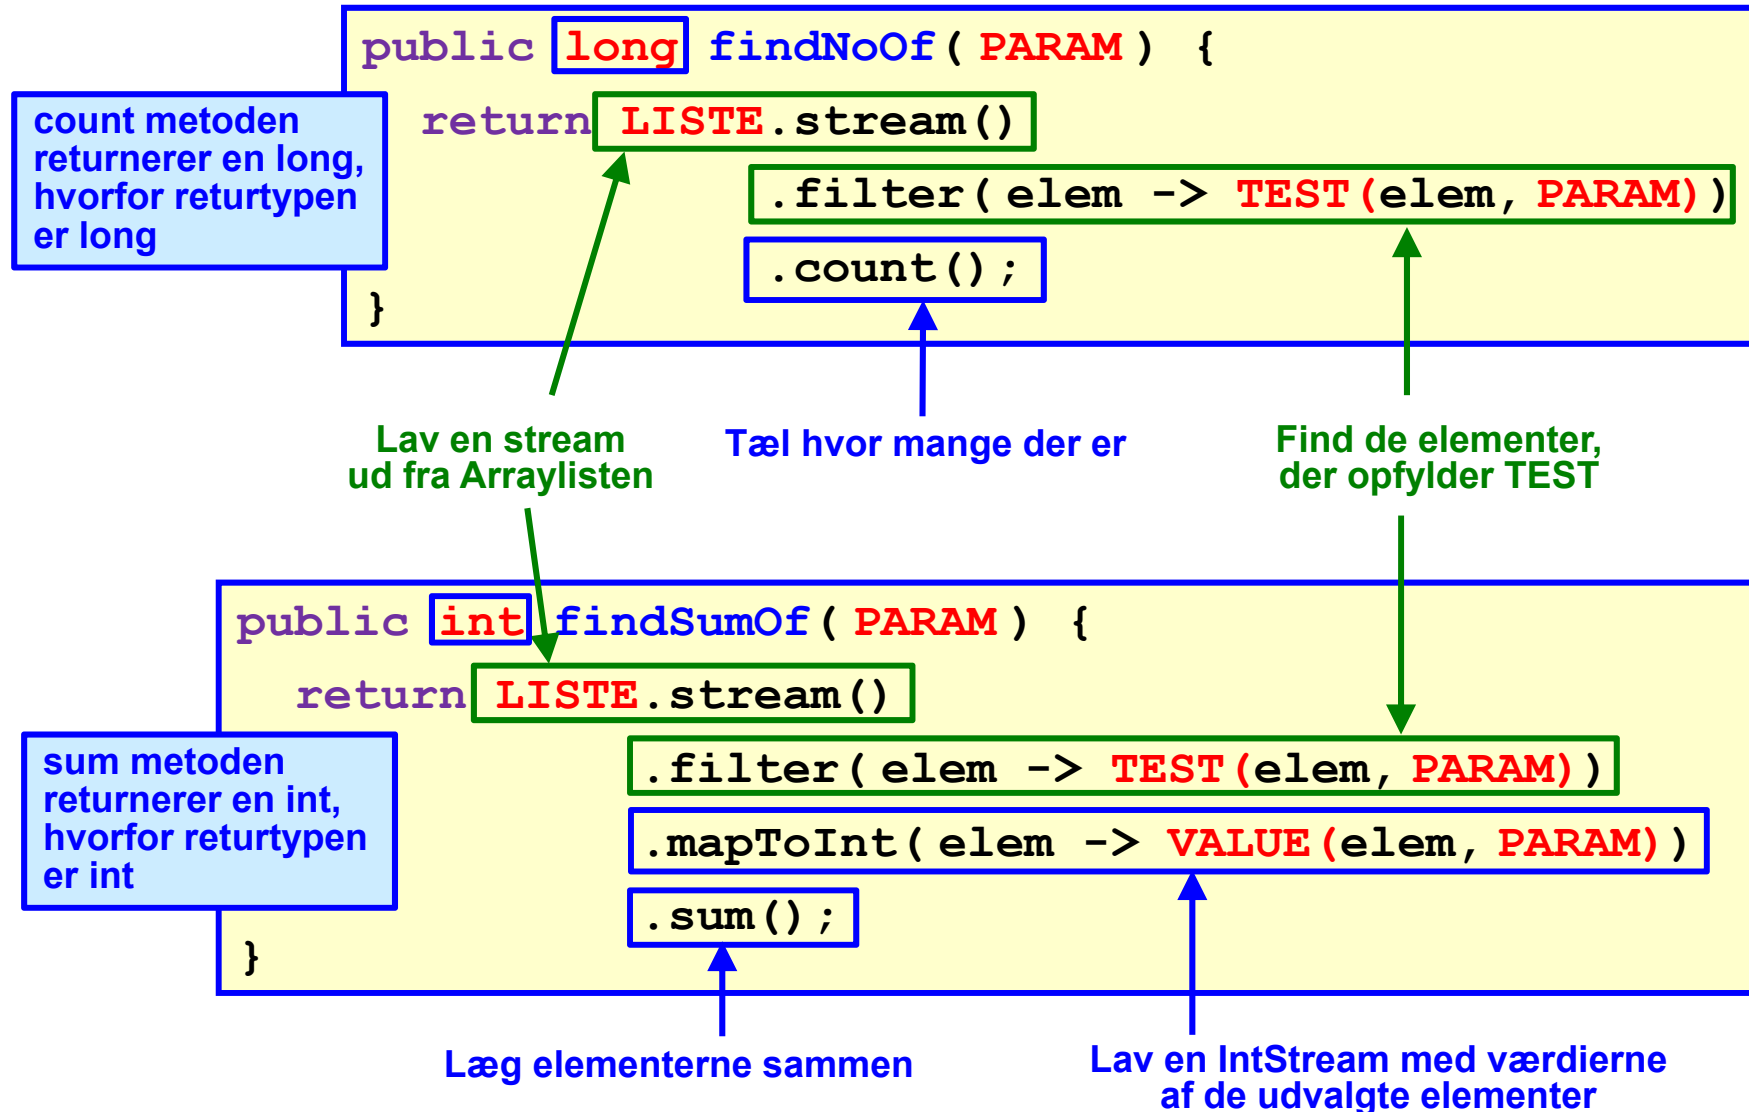 public long findNoOf( PARAM ) {
count metoden
returnerer en long,
hvorfor returtypen
er long
return LISTE.stream()
.filter( elem -> TEST(elem, PARAM))
.count();
}
Lav en stream
ud fra Arraylisten
Tæl hvor mange der er
Find de elementer,
der opfylder TEST
public int findSumOf( PARAM ) {
return LISTE.stream()
sum metoden
returnerer en int,
hvorfor returtypen
er int
.filter( elem -> TEST(elem, PARAM))
.mapToInt( elem -> VALUE(elem, PARAM))
.sum();
}
Læg elementerne sammen
Lav en IntStream med værdierne
af de udvalgte elementer